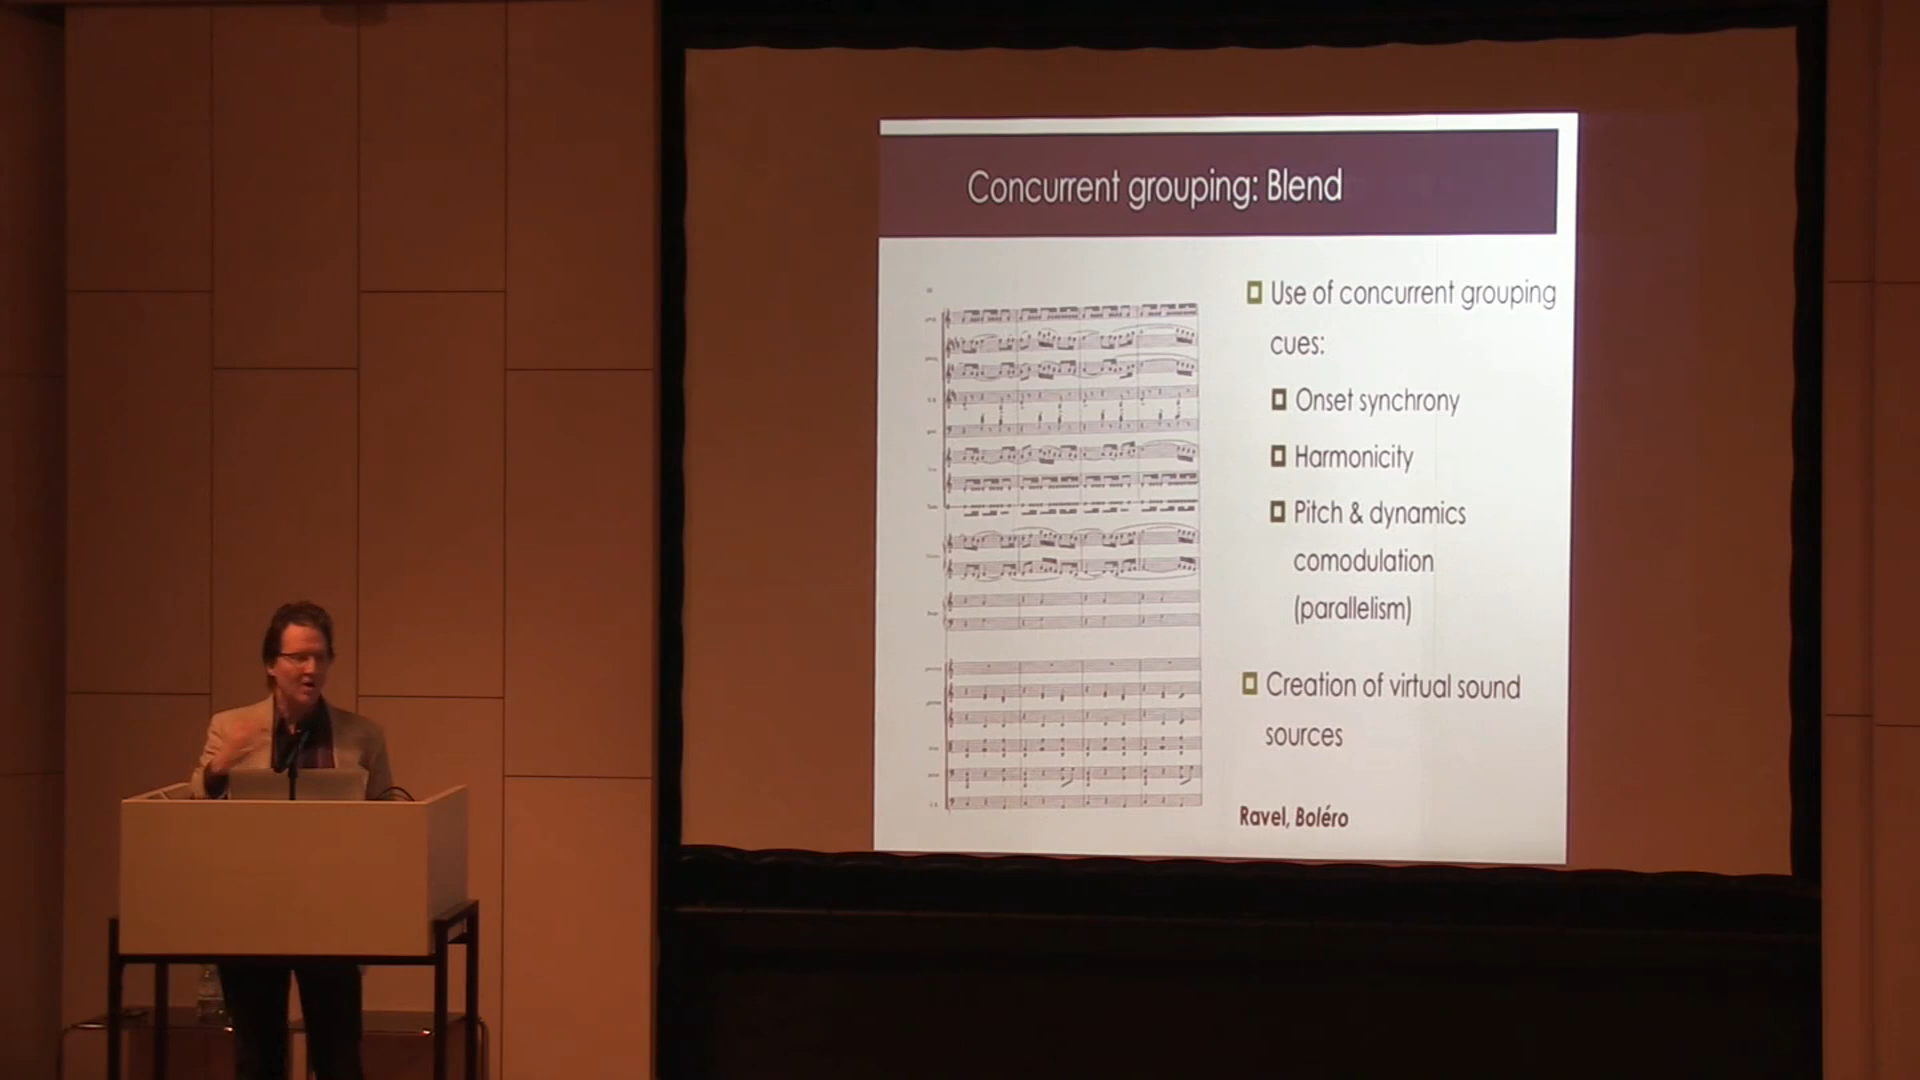 Concurrent grouping: Blend
Use of concurrent grouping
cues:
Onset synchrony
Harmonicity
Pitch & dynamics
comodulation
(parallelism)
Creation of virtual sound
sources
Ravel, Boléro